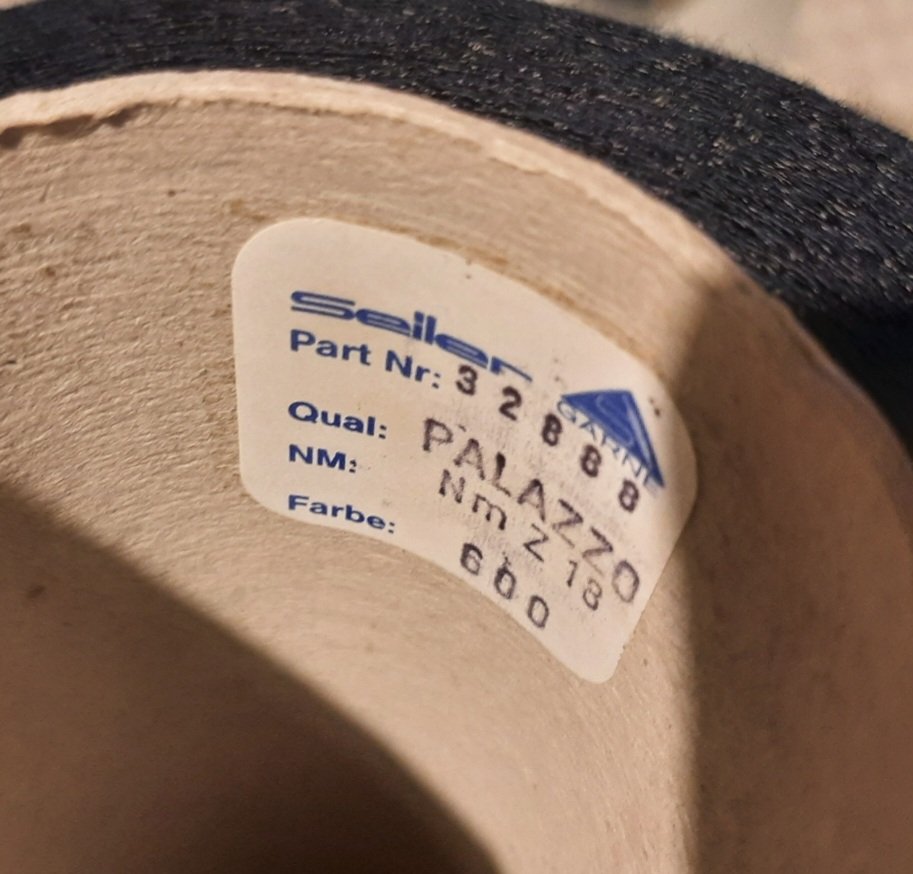 Seiler
GARNE
Part Nr: 32888
Qual: PALAZZO
NM: Nm Z 18
Farbe: 600